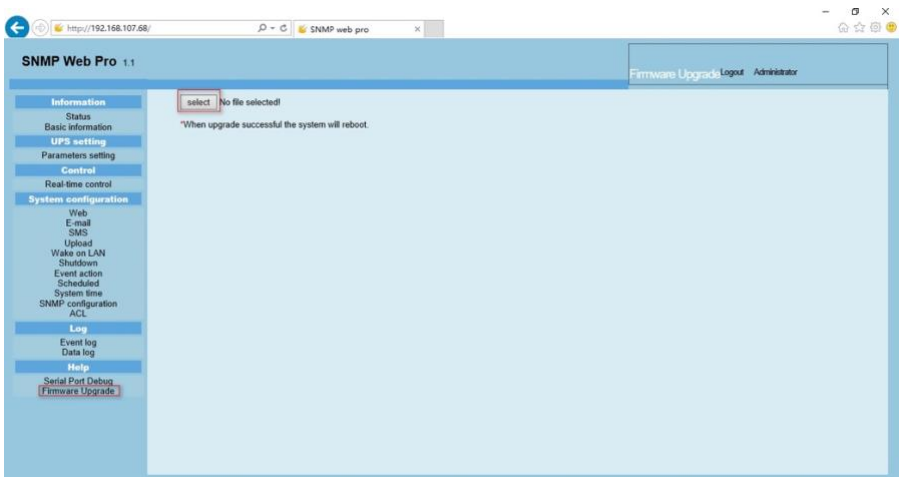 http://192.168.107.68/
SNMP web pro
SNMP Web Pro 1.1
Firmware Upgrade Logout Administrator
Information
Status
Basic information
UPS setting
Parameters setting
Control
Real-time control
System configuration
Web
E-mail
SMS
Upload
Wake on LAN
Shutdown
Event action
Scheduled
System time
SNMP configuration
ACL
Log
Event log
Data log
Help
Serial Port Debug
Firmware Upgrade
select No file selected!
*When upgrade successful the system will reboot.